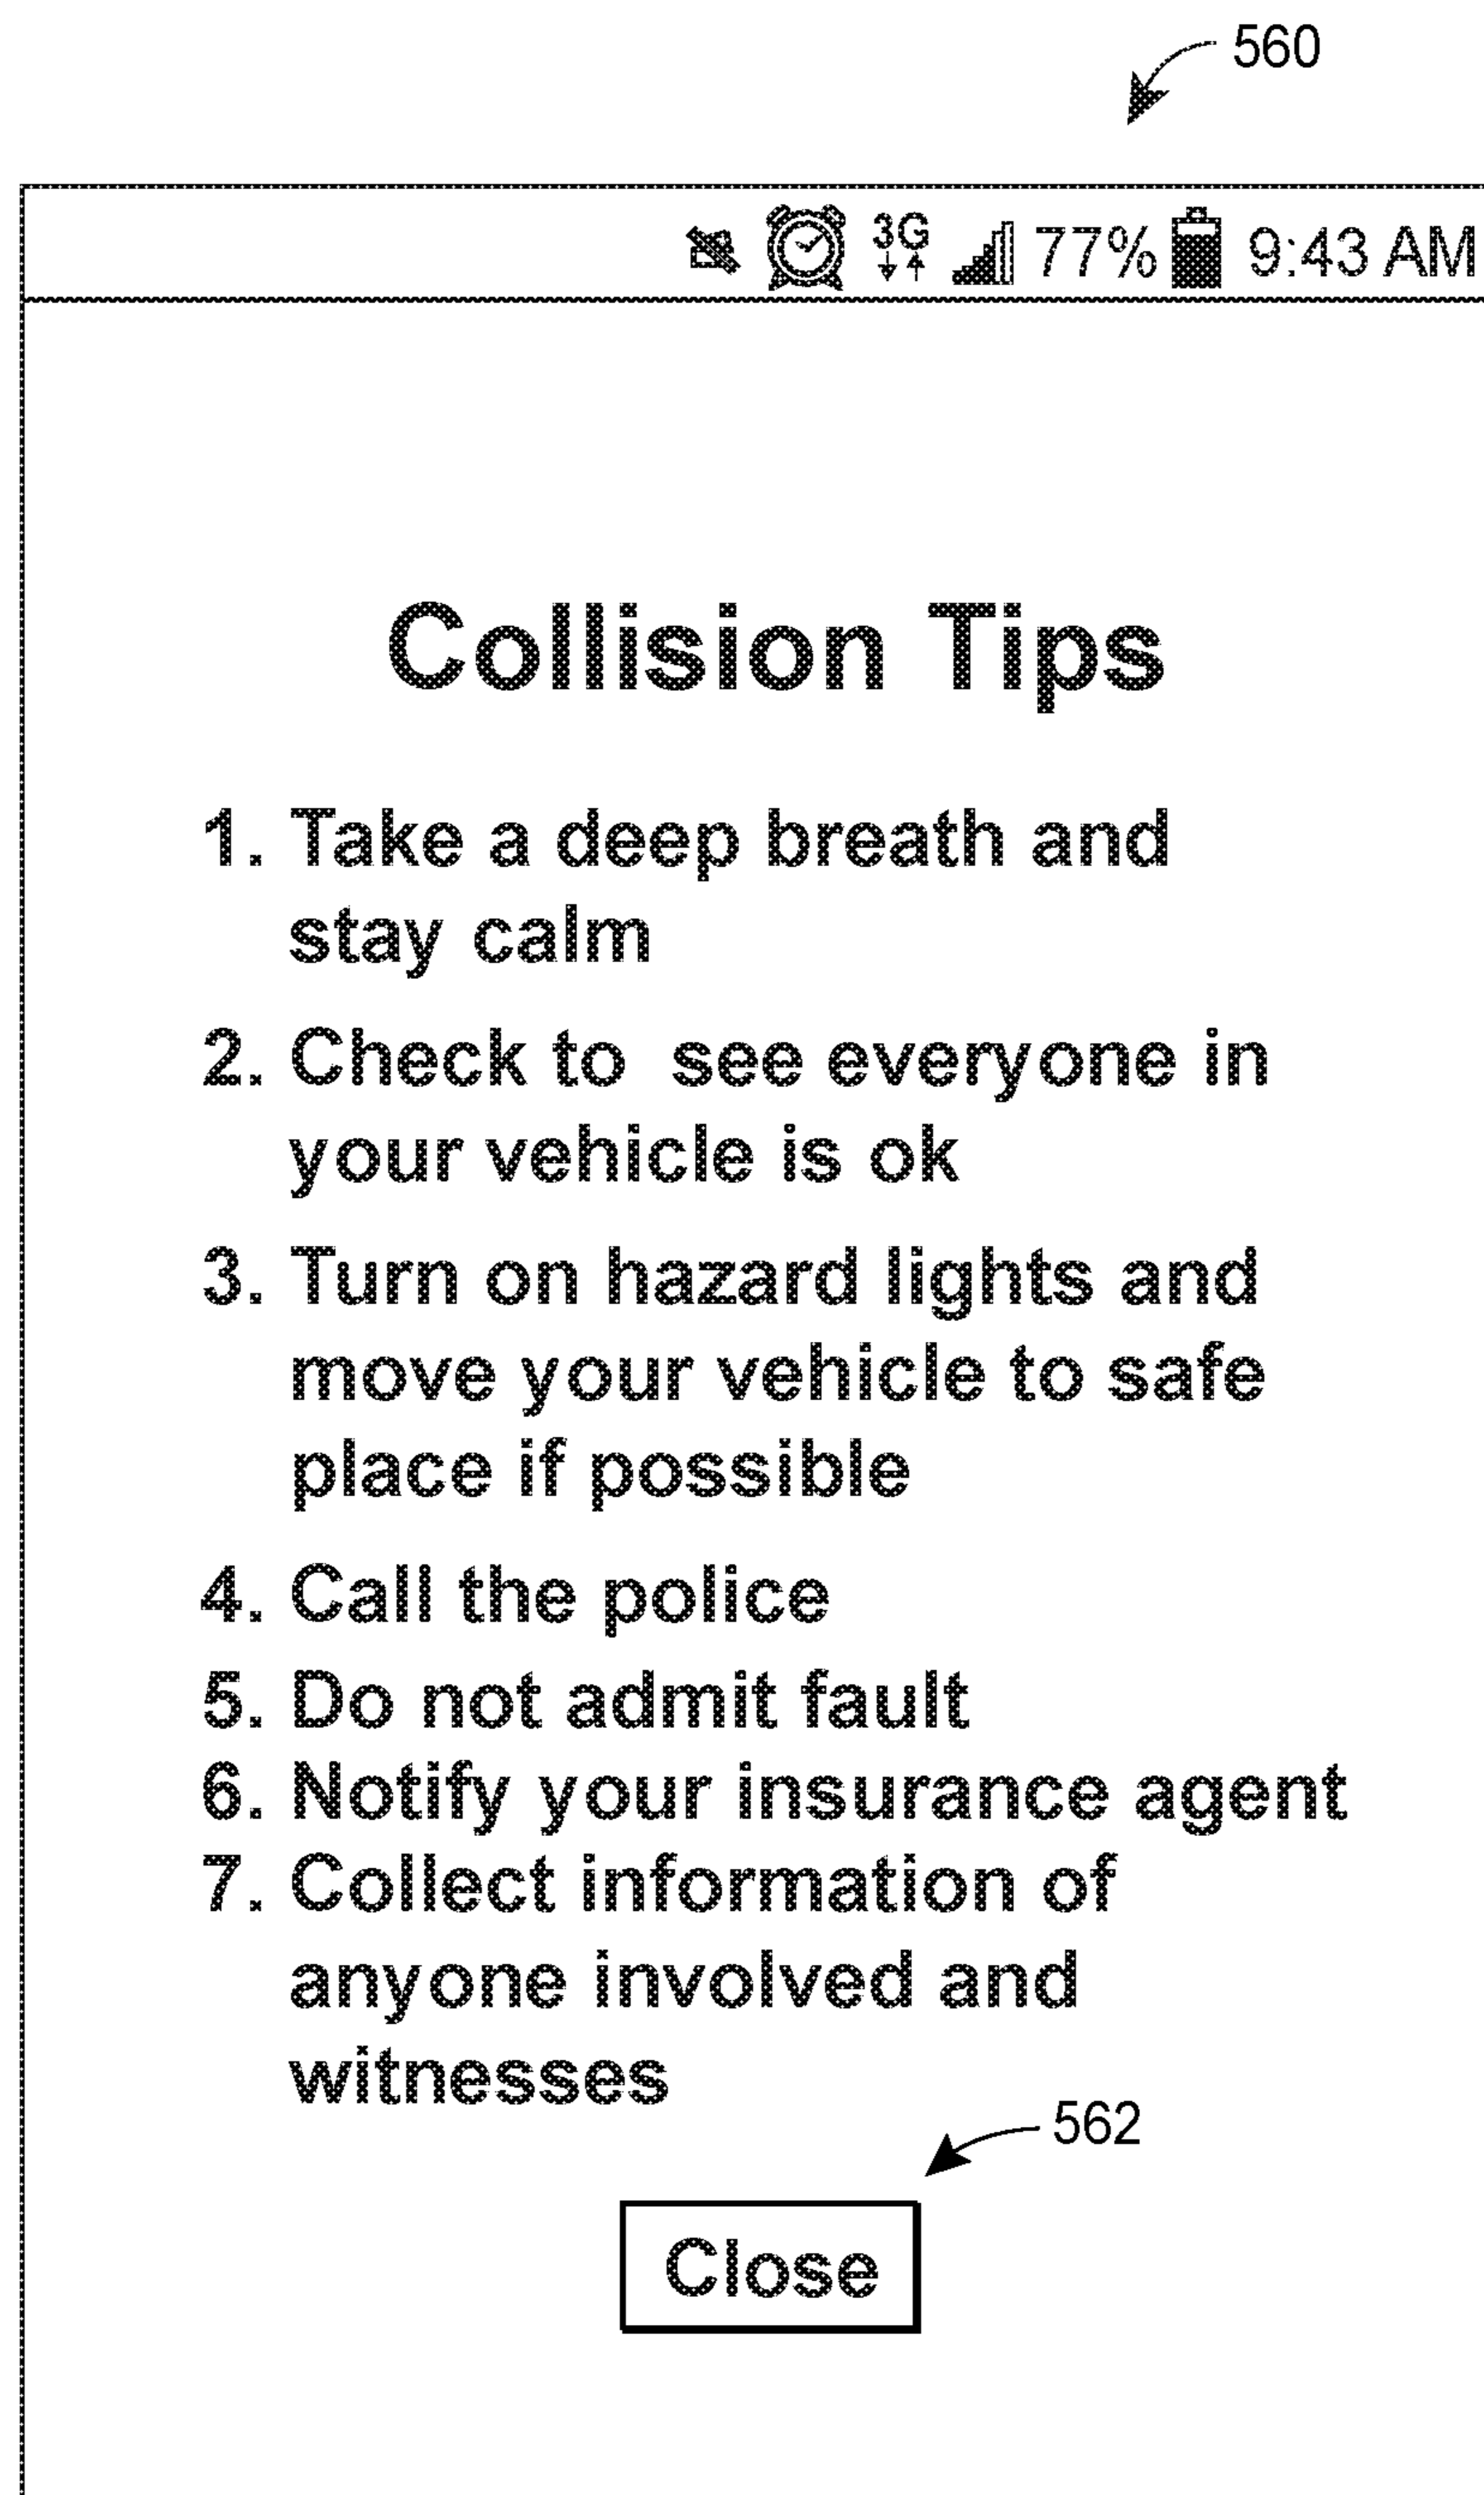 560
3G 77% 9:43 AM
Collision Tips
1. Take a deep breath and
stay calm
2. Check to see everyone in
your vehicle is ok
3. Turn on hazard lights and
move your vehicle to safe
place if possible
4. Call the police
5. Do not admit fault
6. Notify your insurance agent
7. Collect information of
anyone involved and
witnesses
562
Close